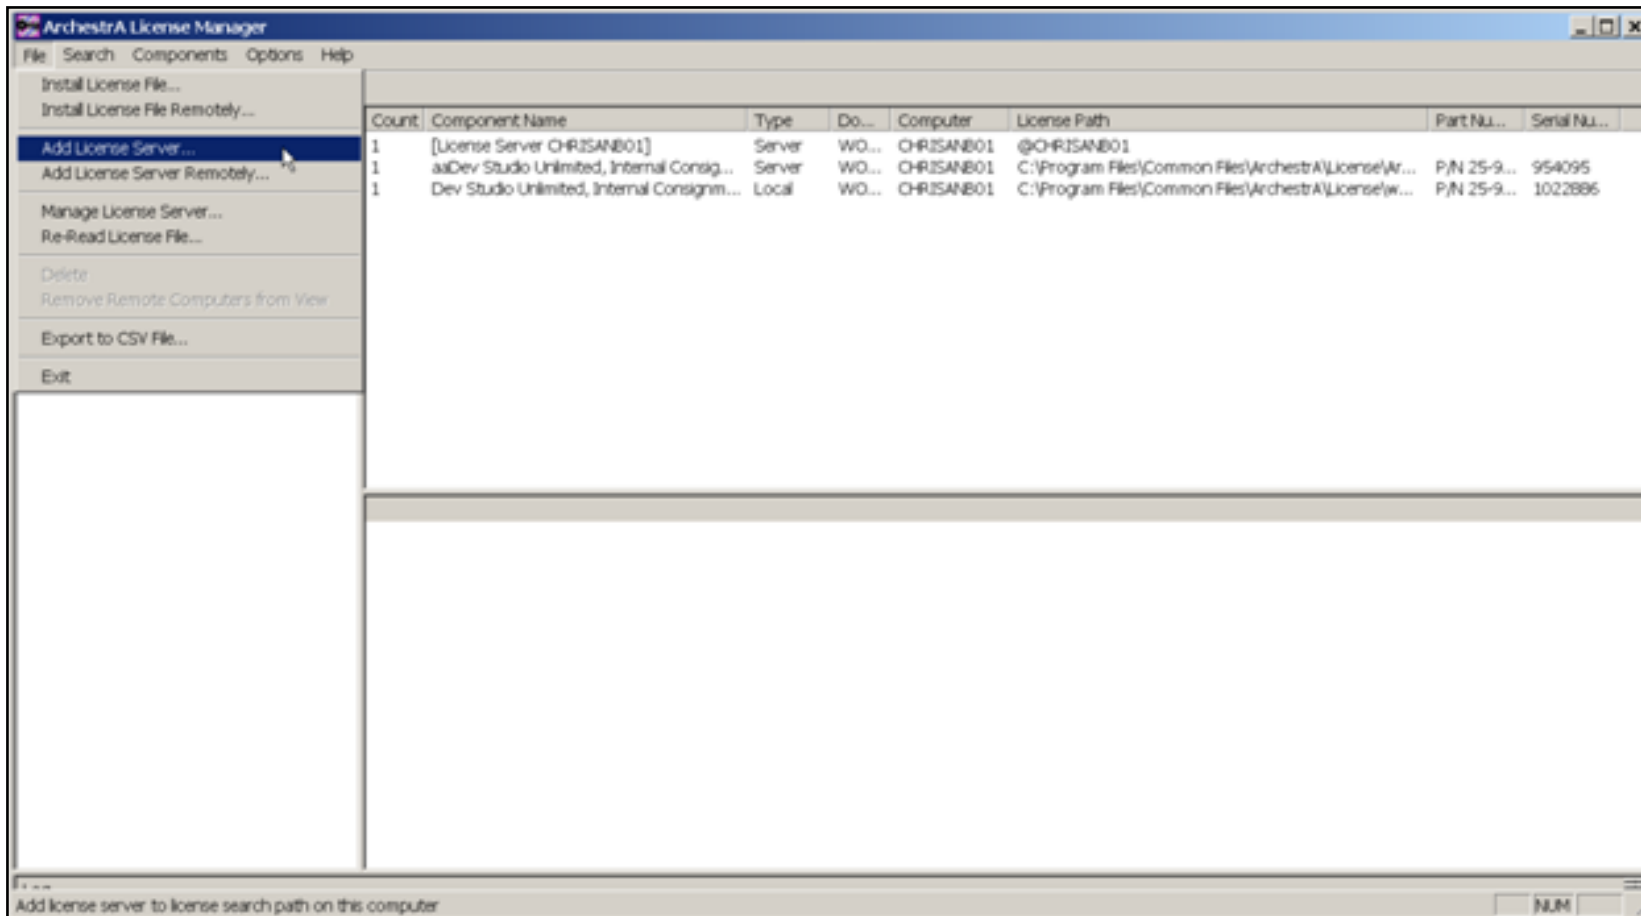 ArchestrA License Manager
File Search Components Options Help
Install License File...
Install License File Remotely...
Add License Server...
Add License Server Remotely...
Manage License Server...
Re-Read License File...
Delete
Remove Remote Computers from View
Export to CSV File...
Exit
Count Component Name Type Do... Computer License Path Part Nu... Serial Nu...
1 [License Server CHRISANB01] Server WO... CHRISANB01 @CHRISANB01
1 aaDev Studio Unlimited, Internal Consig... Server WO... CHRISANB01 C:\Program Files\Common Files\ArchestrA\License\Ar... P/N 25-9... 954095
1 Dev Studio Unlimited, Internal Consignm... Local WO... CHRISANB01 C:\Program Files\Common Files\ArchestrA\License\w... P/N 25-9... 1022886
Add license server to license search path on this computer
NUM